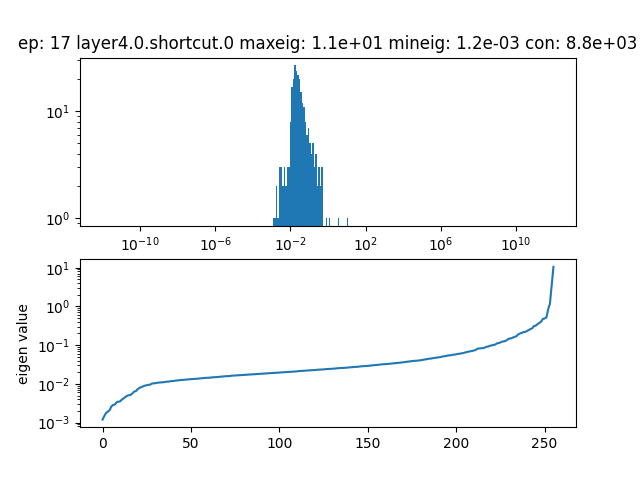 ep: 17 layer4.0.shortcut.0 maxeig: 1.1e+01 mineig: 1.2e-03 con: 8.8e+03
10¹
10⁰
10⁻¹⁰ 10⁻⁶ 10⁻² 10² 10⁶ 10¹⁰
eigen value
10¹
10⁰
10⁻¹
10⁻²
10⁻³
0 50 100 150 200 250